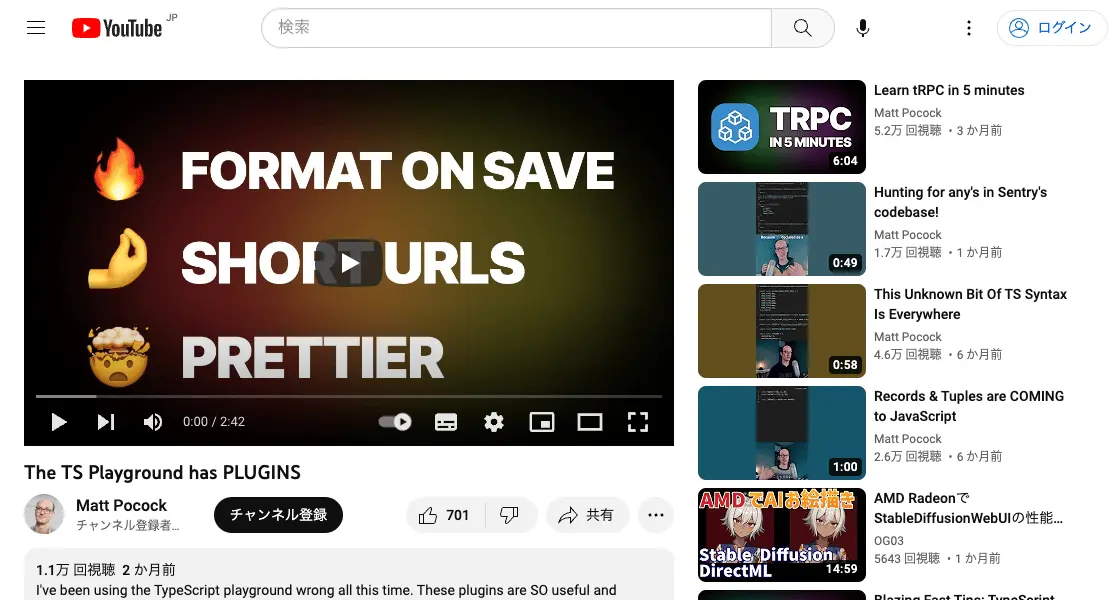 YouTube JP
検索
ログイン
FORMAT ON SAVE
SHORT URLS
PRETTIER
0:00 / 2:42
The TS Playground has PLUGINS
Matt Pocock
チャンネル登録者...
チャンネル登録
701
共有
1.1万 回視聴 2 か月前
I've been using the TypeScript playground wrong all this time. These plugins are SO useful and
TRPC
IN 5 MINUTES
6:04
Learn tRPC in 5 minutes
Matt Pocock
5.2万 回視聴 ・3 か月前
0:49
Hunting for any's in Sentry's
codebase!
Matt Pocock
1.7万 回視聴 ・1 か月前
0:58
This Unknown Bit Of TS Syntax
Is Everywhere
Matt Pocock
4.6万 回視聴 ・6 か月前
1:00
Records & Tuples are COMING
to JavaScript
Matt Pocock
2.6万 回視聴 ・6 か月前
AMDでAIお絵描き
Stable Diffusion
DirectML
14:59
AMD Radeonで
StableDiffusionWebUIの性能...
OG03
5643 回視聴 ・1 か月前
Blazing Fast Tips: TypeScript